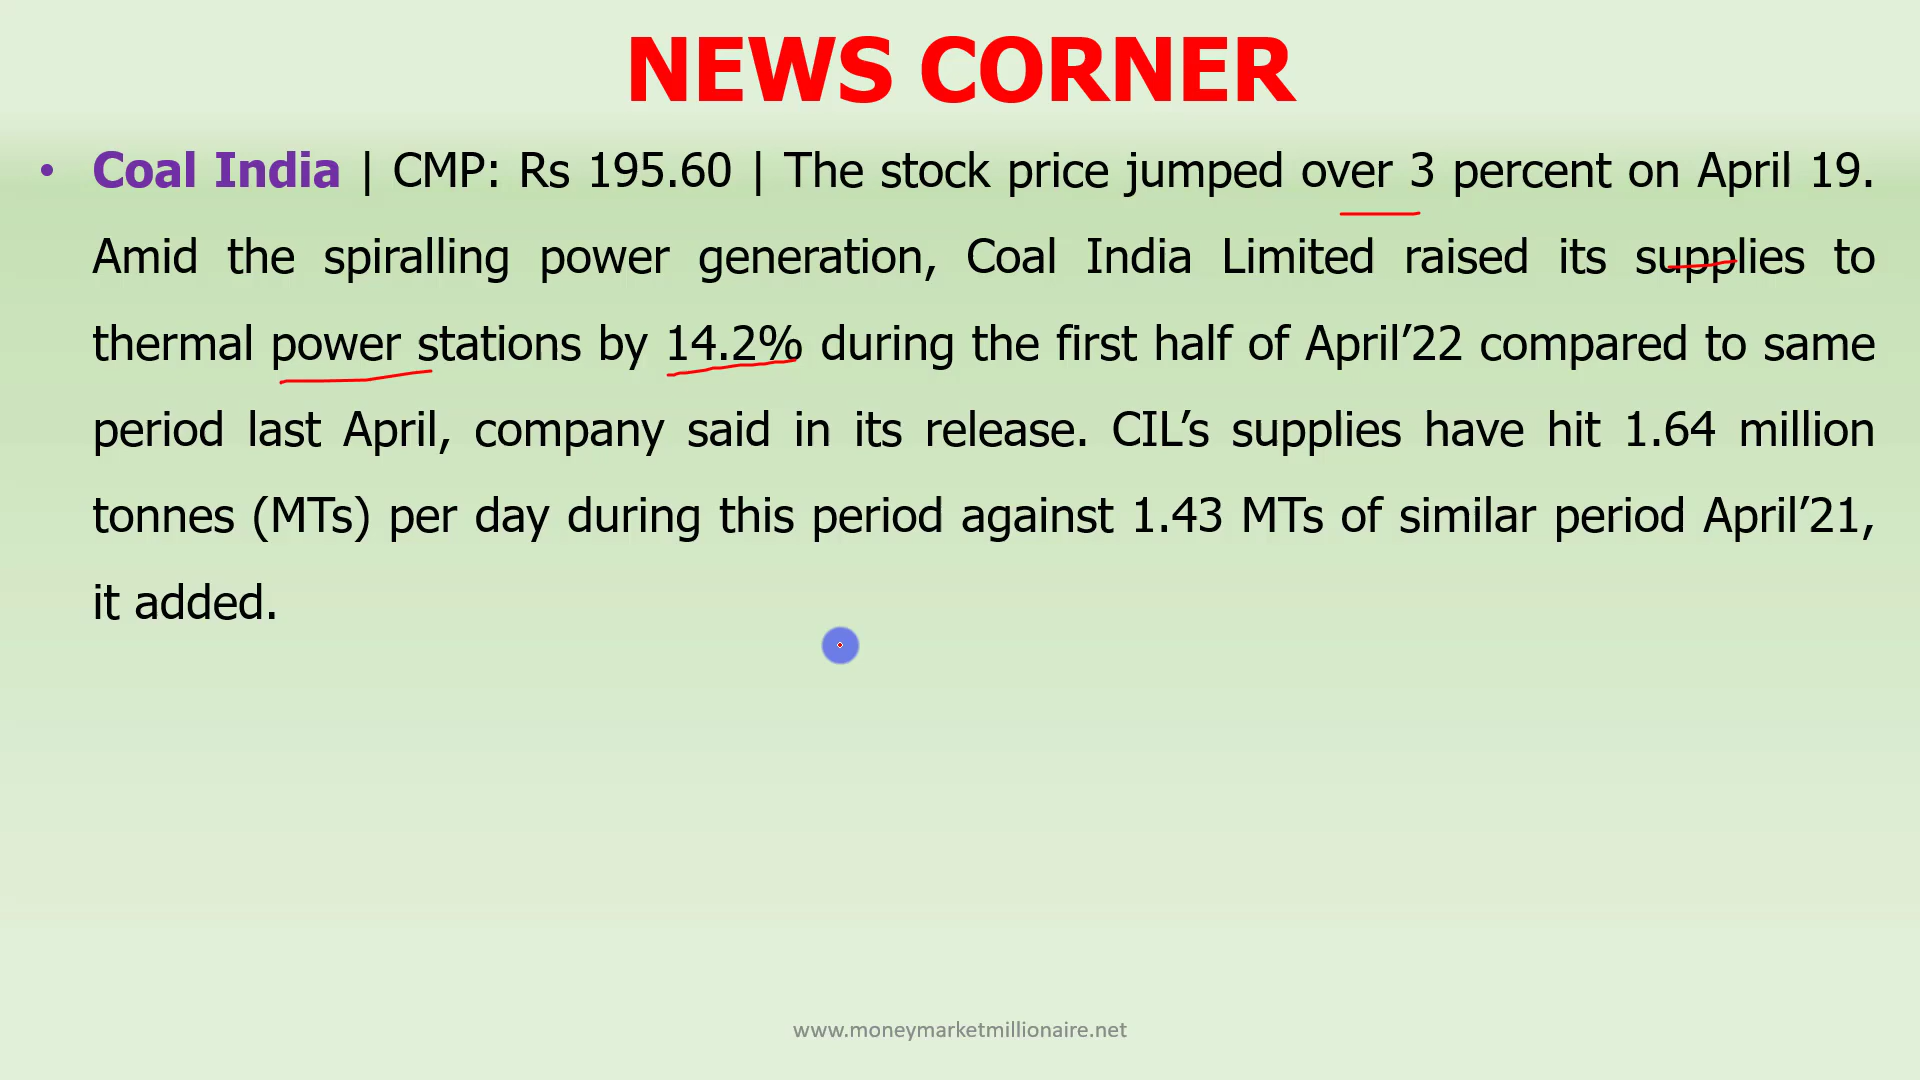 NEWS CORNER
• Coal India | CMP: Rs 195.60 | The stock price jumped over 3 percent on April 19.
Amid the spiralling power generation, Coal India Limited raised its supplies to
thermal power stations by 14.2% during the first half of April’22 compared to same
period last April, company said in its release. CIL’s supplies have hit 1.64 million
tonnes (MTs) per day during this period against 1.43 MTs of similar period April’21,
it added.
www.moneymarketmillionaire.net